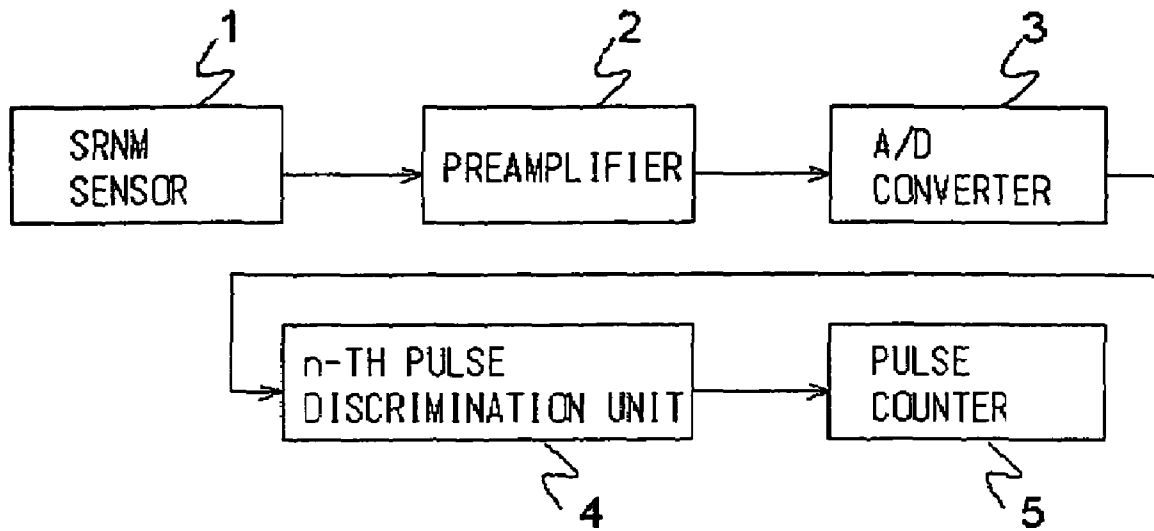 1
2
3
SRNM
SENSOR
PREAMPLIFIER
A/D
CONVERTER
n-TH PULSE
DISCRIMINATION UNIT
PULSE
COUNTER
4
5